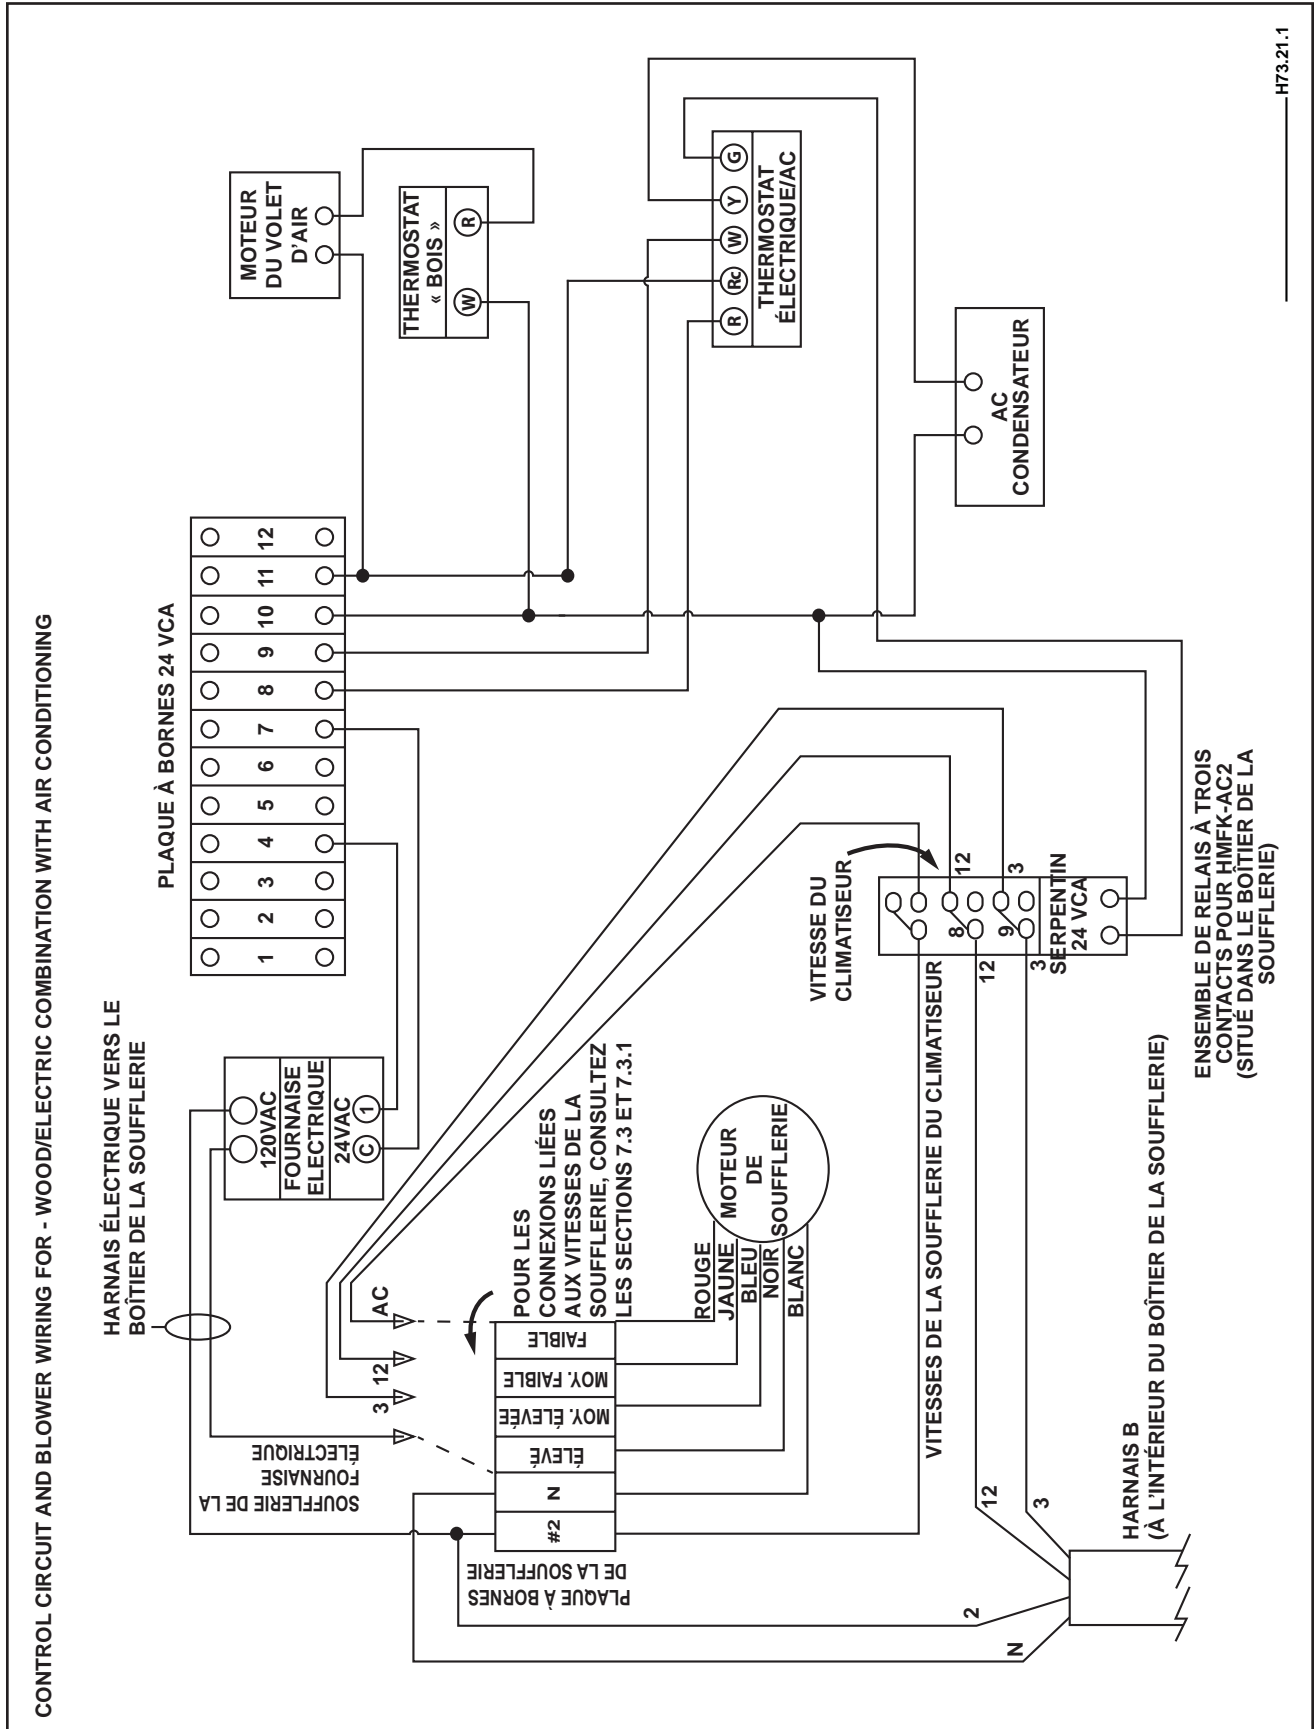 CONTROL CIRCUIT AND BLOWER WIRING FOR - WOOD/ELECTRIC COMBINATION WITH AIR CONDITIONING
HARNAIS ÉLECTRIQUE VERS LE
BOÎTIER DE LA SOUFFLERIE
PLAQUE À BORNES 24 VCA
1
2
3
4
5
6
7
8
9
10
11
12
MOTEUR
DU VOLET
D'AIR
THERMOSTAT
« BOIS »
W
R
120VAC
FOURNAISE
ELECTRIQUE
24VAC
C
1
SOUFFLERIE DE LA
FOURNAISE
ÉLECTRIQUE
3
12
AC
POUR LES
CONNEXIONS LIÉES
AUX VITESSES DE LA
SOUFFLERIE, CONSULTEZ
LES SECTIONS 7.3 ET 7.3.1
PLAQUE À BORNES
DE LA SOUFFLERIE
#2
N
ÉLEVÉ
MOY. ÉLEVÉE
MOY. FAIBLE
FAIBLE
ROUGE
JAUNE
BLEU
NOIR
BLANC
MOTEUR
DE
SOUFFLERIE
R
Rc
W
Y
G
THERMOSTAT
ÉLECTRIQUE/AC
AC
CONDENSATEUR
VITESSE DU
CLIMATISEUR
VITESSES DE LA SOUFFLERIE DU CLIMATISEUR
12
3
8
9
12
3
SERPENTIN
24 VCA
ENSEMBLE DE RELAIS À TROIS
CONTACTS POUR HMFK-AC2
(SITUÉ DANS LE BOÎTIER DE LA
SOUFFLERIE)
N
2
12
3
HARNAIS B
(À L'INTÉRIEUR DU BOÎTIER DE LA SOUFFLERIE)
H73.21.1